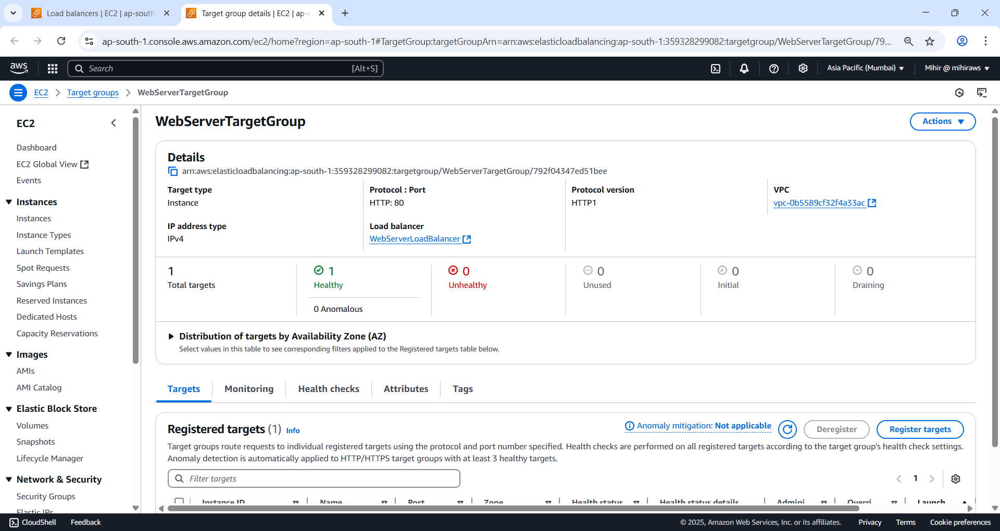 Load balancers | EC2 | ap-south
Target group details | EC2 | ap-s
ap-south-1.console.aws.amazon.com/ec2/home?region=ap-south-1#TargetGroup:targetGroupArn=arn:aws:elasticloadbalancing:ap-south-1:359328299082:targetgroup/WebServerTargetGroup/79...
aws
Search [Alt+S]
Asia Pacific (Mumbai)
Mihir @ mihiraws
EC2
Target groups
WebServerTargetGroup
EC2
Dashboard
EC2 Global View
Events
Instances
Instances
Instance Types
Launch Templates
Spot Requests
Savings Plans
Reserved Instances
Dedicated Hosts
Capacity Reservations
Images
AMIs
AMI Catalog
Elastic Block Store
Volumes
Snapshots
Lifecycle Manager
Network & Security
Security Groups
Elastic IPs
WebServerTargetGroup
Actions
Details
arn:aws:elasticloadbalancing:ap-south-1:359328299082:targetgroup/WebServerTargetGroup/792f04347ed51bee
Target type
Instance
Protocol : Port
HTTP: 80
Protocol version
HTTP1
VPC
vpc-0b5589cf32f4a33ac
IP address type
IPv4
Load balancer
WebServerLoadBalancer
1
Total targets
1
Healthy
0 Anomalous
0
Unhealthy
0
Unused
0
Initial
0
Draining
Distribution of targets by Availability Zone (AZ)
Select values in this table to see corresponding filters applied to the Registered targets table below.
Targets
Monitoring
Health checks
Attributes
Tags
Registered targets (1) Info
Anomaly mitigation: Not applicable
Deregister
Register targets
Target groups route requests to individual registered targets using the protocol and port number specified. Health checks are performed on all registered targets according to the target group's health check settings.
Anomaly detection is automatically applied to HTTP/HTTPS target groups with at least 3 healthy targets.
Filter targets
1
Instance ID
Name
Port
Zone
Health status
Health status details
Admini
Overri
Launch
CloudShell
Feedback
© 2025, Amazon Web Services, Inc. or its affiliates.
Privacy
Terms
Cookie preferences